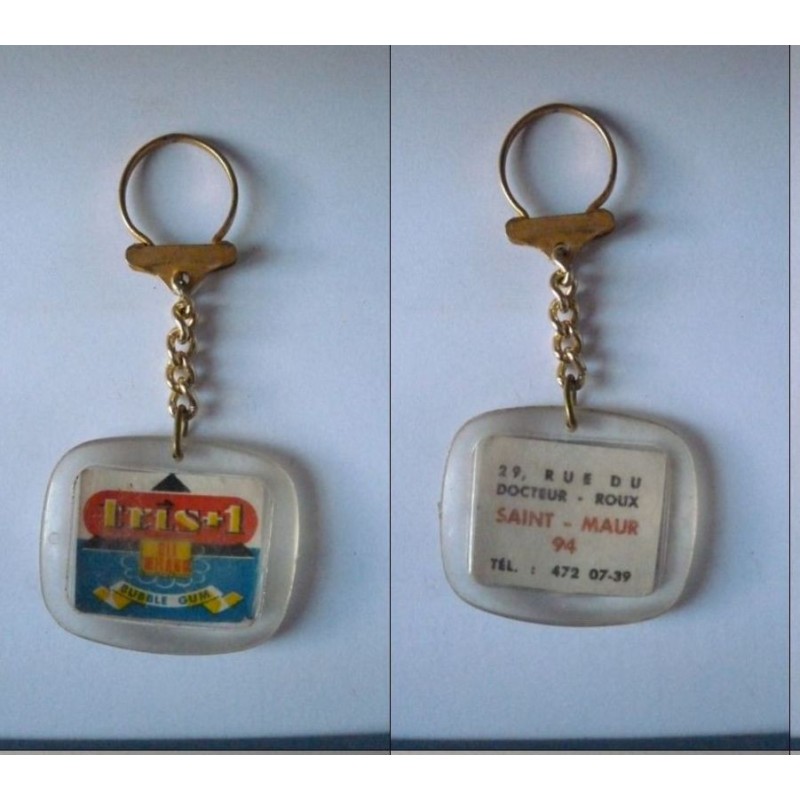 tris+1
BUBBLE GUM
29, RUE DU
DOCTEUR - ROUX
SAINT - MAUR
94
TÉL. : 472 07-39